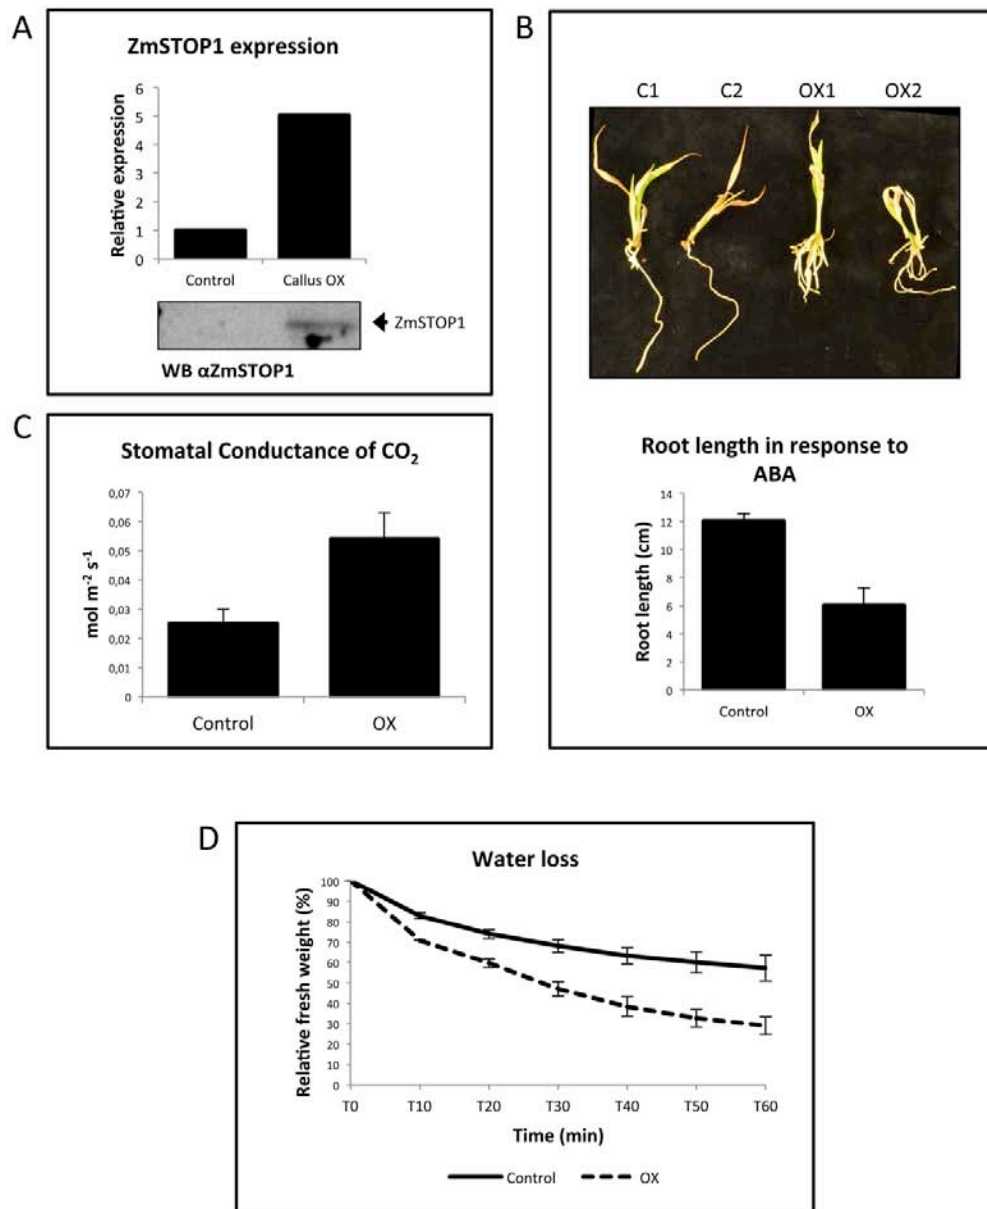 A
ZmSTOP1 expression
Relative expression
6
5
4
3
2
1
0
Control Callus OX
ZmSTOP1
WB αZmSTOP1
B
C1 C2 OX1 OX2
Root length in response to
ABA
Root length (cm)
14
12
10
8
6
4
2
0
Control OX
C
Stomatal Conductance of CO₂
mol m⁻² s⁻¹
0,07
0,06
0,05
0,04
0,03
0,02
0,01
0
Control OX
D
Water loss
Relative fresh weight (%)
100
90
80
70
60
50
40
30
20
10
0
T0 T10 T20 T30 T40 T50 T60
Time (min)
Control OX